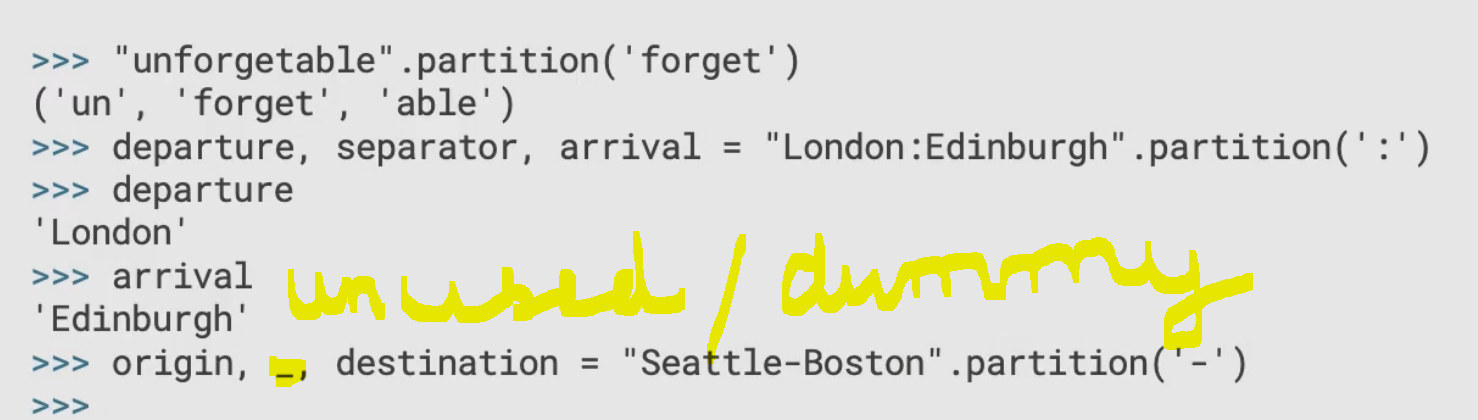 >>> "unforgetable".partition('forget')
('un', 'forget', 'able')
>>> departure, separator, arrival = "London:Edinburgh".partition(':')
>>> departure
'London'
>>> arrival
unused/dummy
'Edinburgh'
>>> origin, _, destination = "Seattle-Boston".partition('-')
>>>